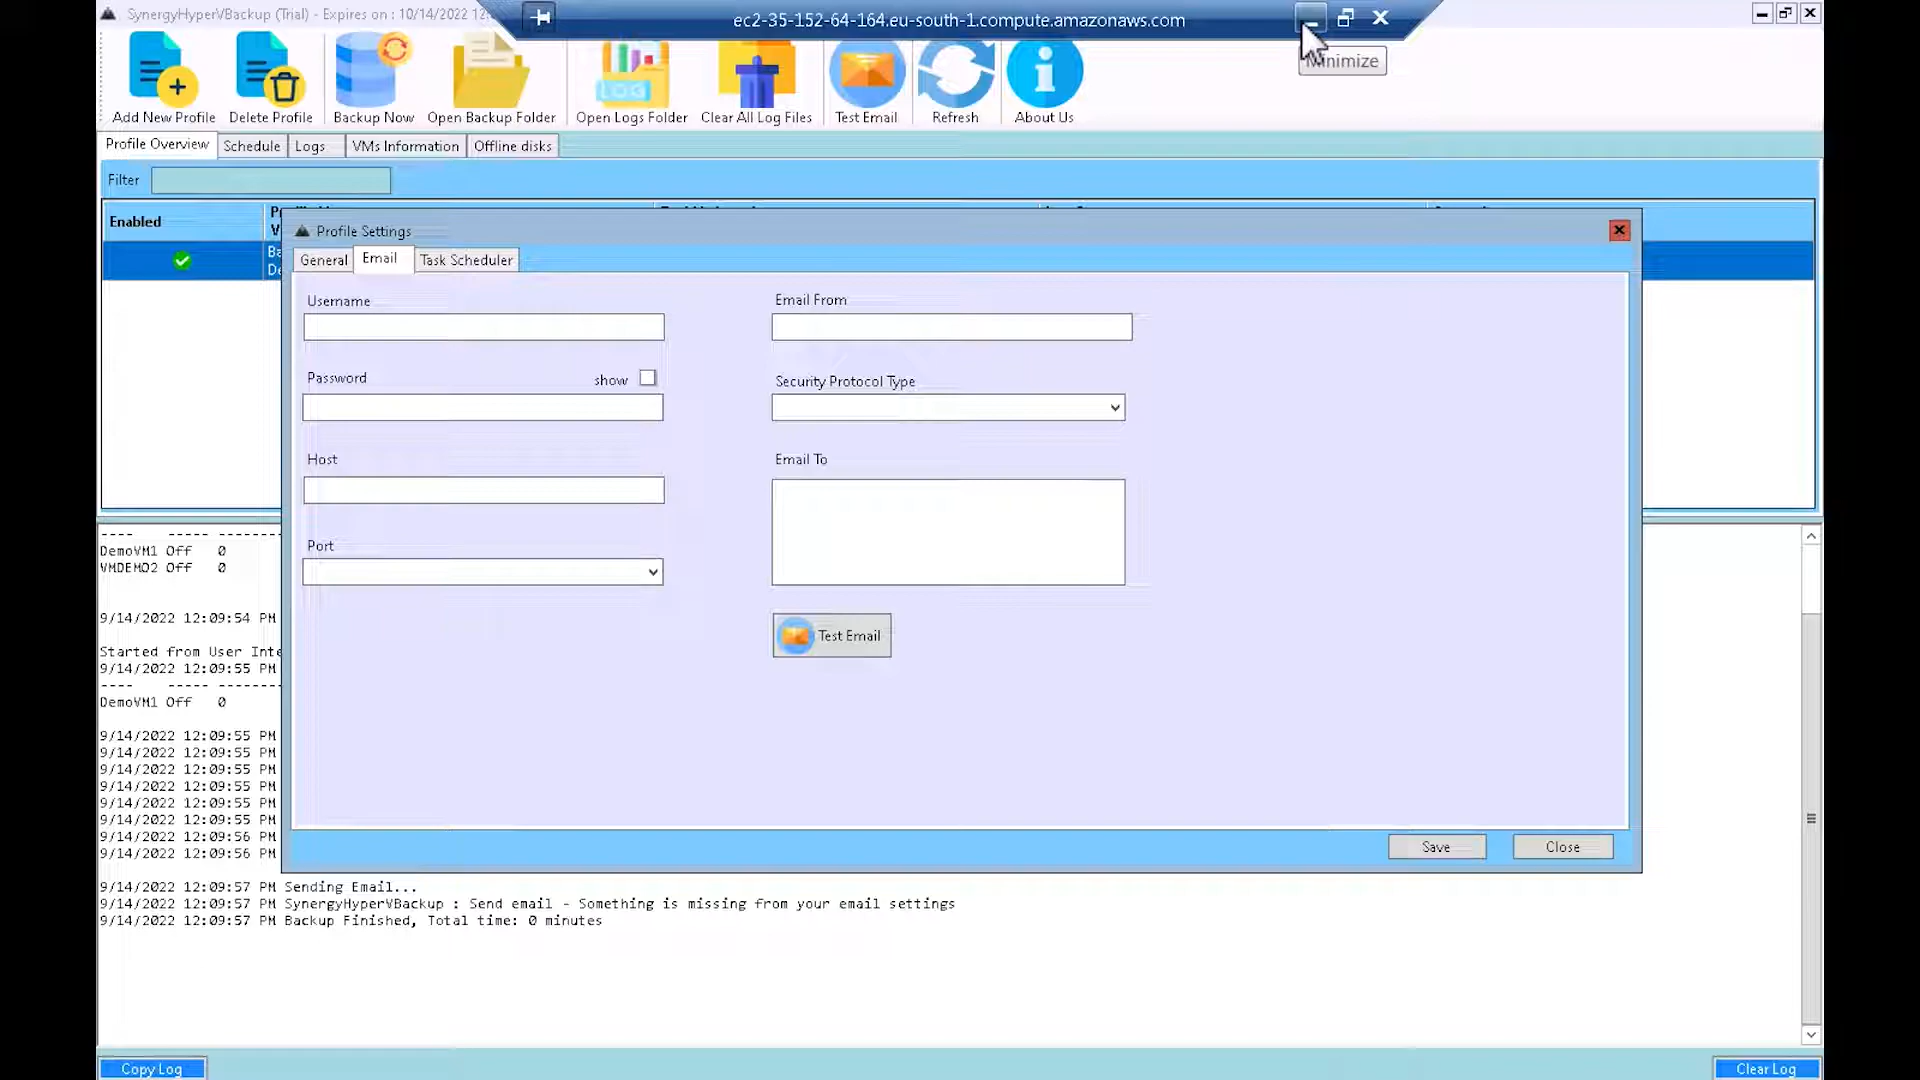 SynergyHyperVBackup (Trial) - Expires on : 10/14/2022 12:
ec2-35-152-64-164.eu-south-1.compute.amazonaws.com
Minimize
LOG
Add New Profile
Delete Profile
Backup Now
Open Backup Folder
Open Logs Folder
Clear All Log Files
Test Email
Refresh
About Us
Profile Overview
Schedule
Logs
VMs Information
Offline disks
Filter
Enabled
Profile Settings
General
Email
Task Scheduler
Username
Email From
Password
show
Security Protocol Type
Host
Email To
Port
Test Email
Save
Close
---- ----- --------
DemoVM1 Off 0
VMDEMO2 Off 0
9/14/2022 12:09:54 PM
Started from User Inte
9/14/2022 12:09:55 PM
---- ----- --------
DemoVM1 Off 0
9/14/2022 12:09:55 PM
9/14/2022 12:09:55 PM
9/14/2022 12:09:55 PM
9/14/2022 12:09:55 PM
9/14/2022 12:09:55 PM
9/14/2022 12:09:55 PM
9/14/2022 12:09:56 PM
9/14/2022 12:09:56 PM
9/14/2022 12:09:57 PM Sending Email...
9/14/2022 12:09:57 PM SynergyHyperVBackup : Send email - Something is missing from your email settings
9/14/2022 12:09:57 PM Backup Finished, Total time: 0 minutes
Copy Log
Clear Log